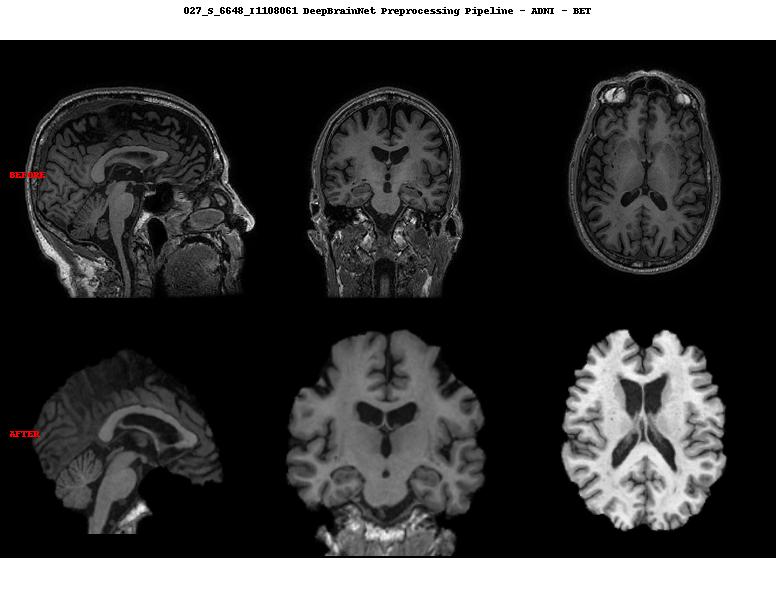 027_S_6648_I1108061 DeepBrainNet Preprocessing Pipeline - ADNI - BET
BEFORE
AFTER